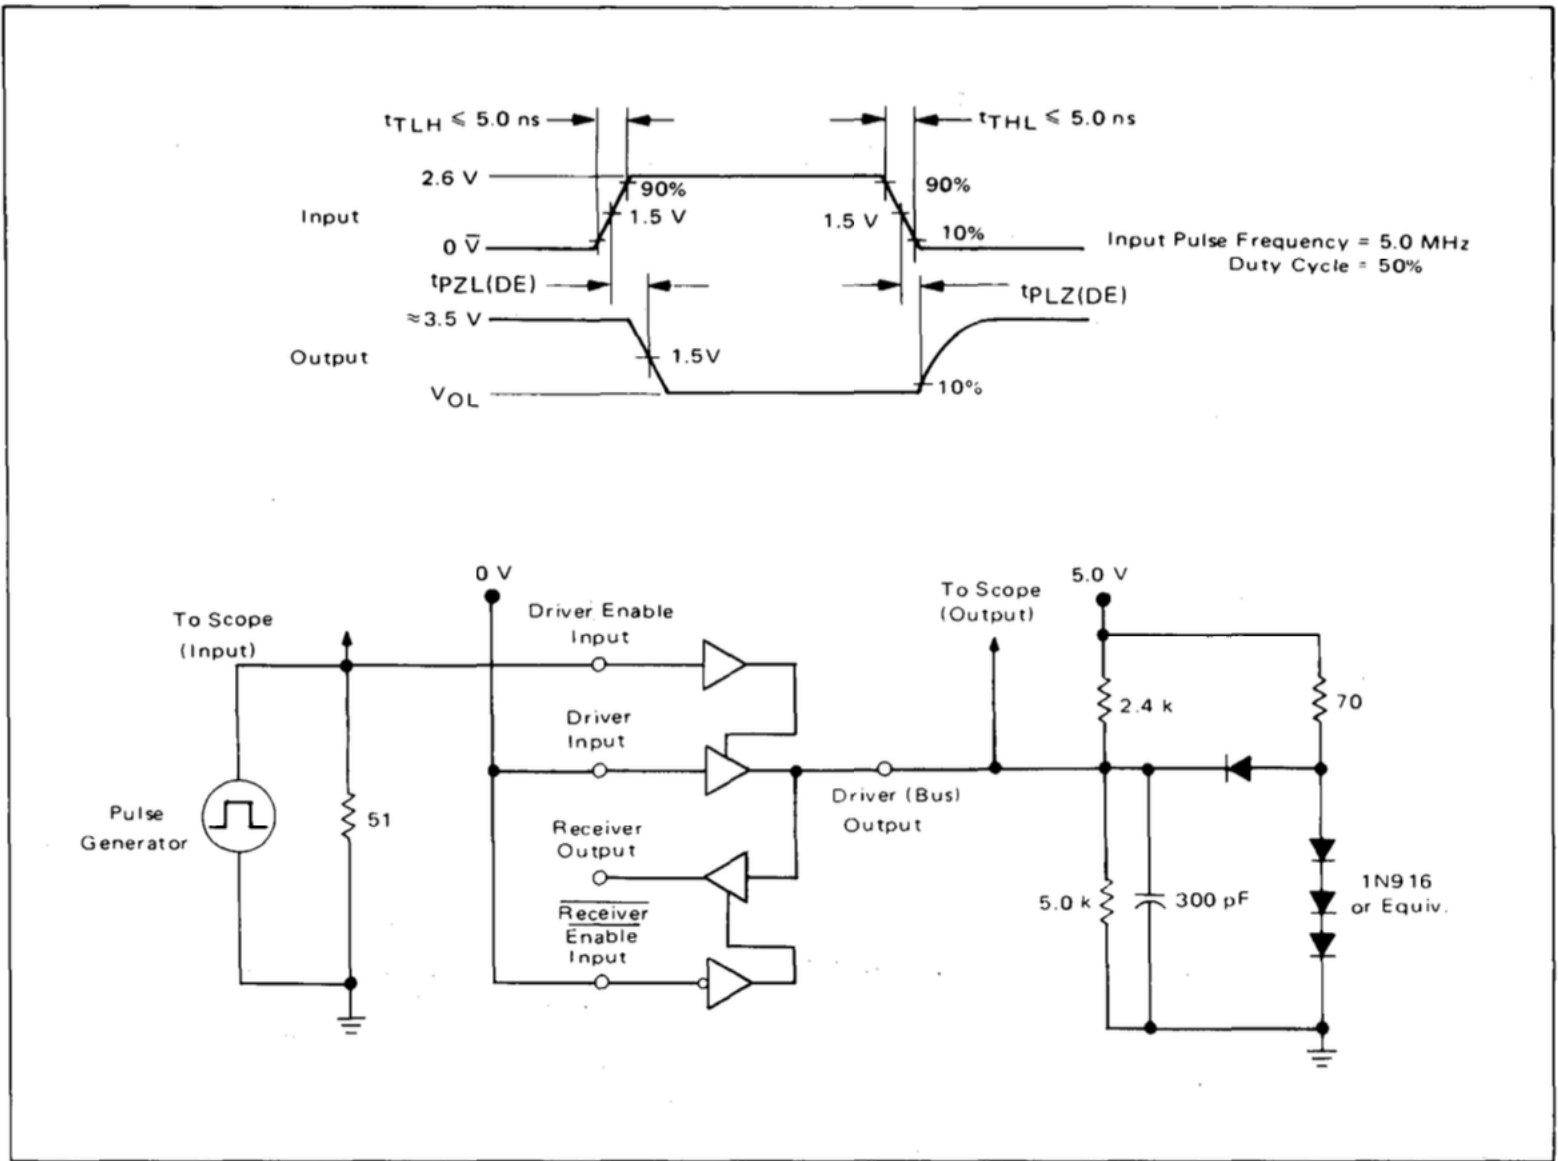 tTLH ≤ 5.0 ns
tTHL ≤ 5.0 ns
2.6 V
90%
90%
Input
1.5 V
1.5 V
0 V
10%
Input Pulse Frequency = 5.0 MHz
Duty Cycle = 50%
tPZL(DE)
tPLZ(DE)
≈3.5 V
Output
1.5V
VOL
10%
0 V
5.0 V
To Scope
(Input)
Driver Enable
Input
To Scope
(Output)
2.4 k
70
Driver
Input
Pulse
Generator
51
Driver (Bus)
Output
Receiver
Output
5.0 k
300 pF
1N916
or Equiv.
Receiver
Enable
Input